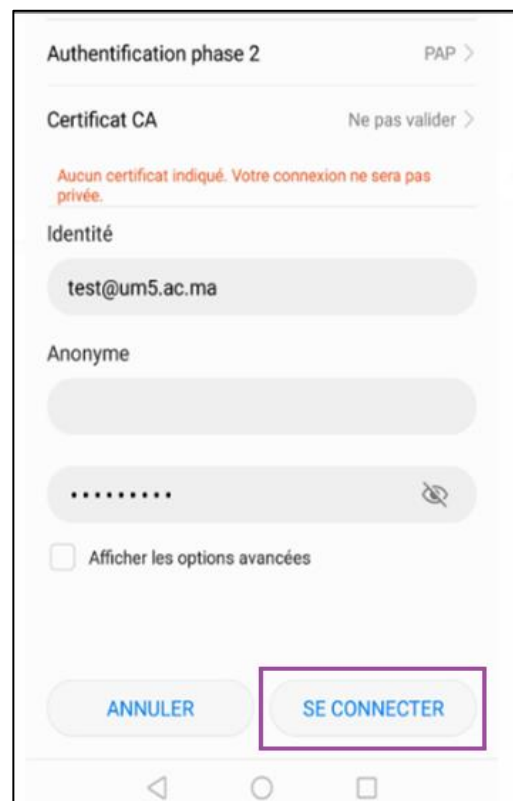 Authentification phase 2 PAP
Certificat CA Ne pas valider
Aucun certificat indiqué. Votre connexion ne sera pas
privée.
Identité
test@um5.ac.ma
Anonyme
Afficher les options avancées
ANNULER SE CONNECTER